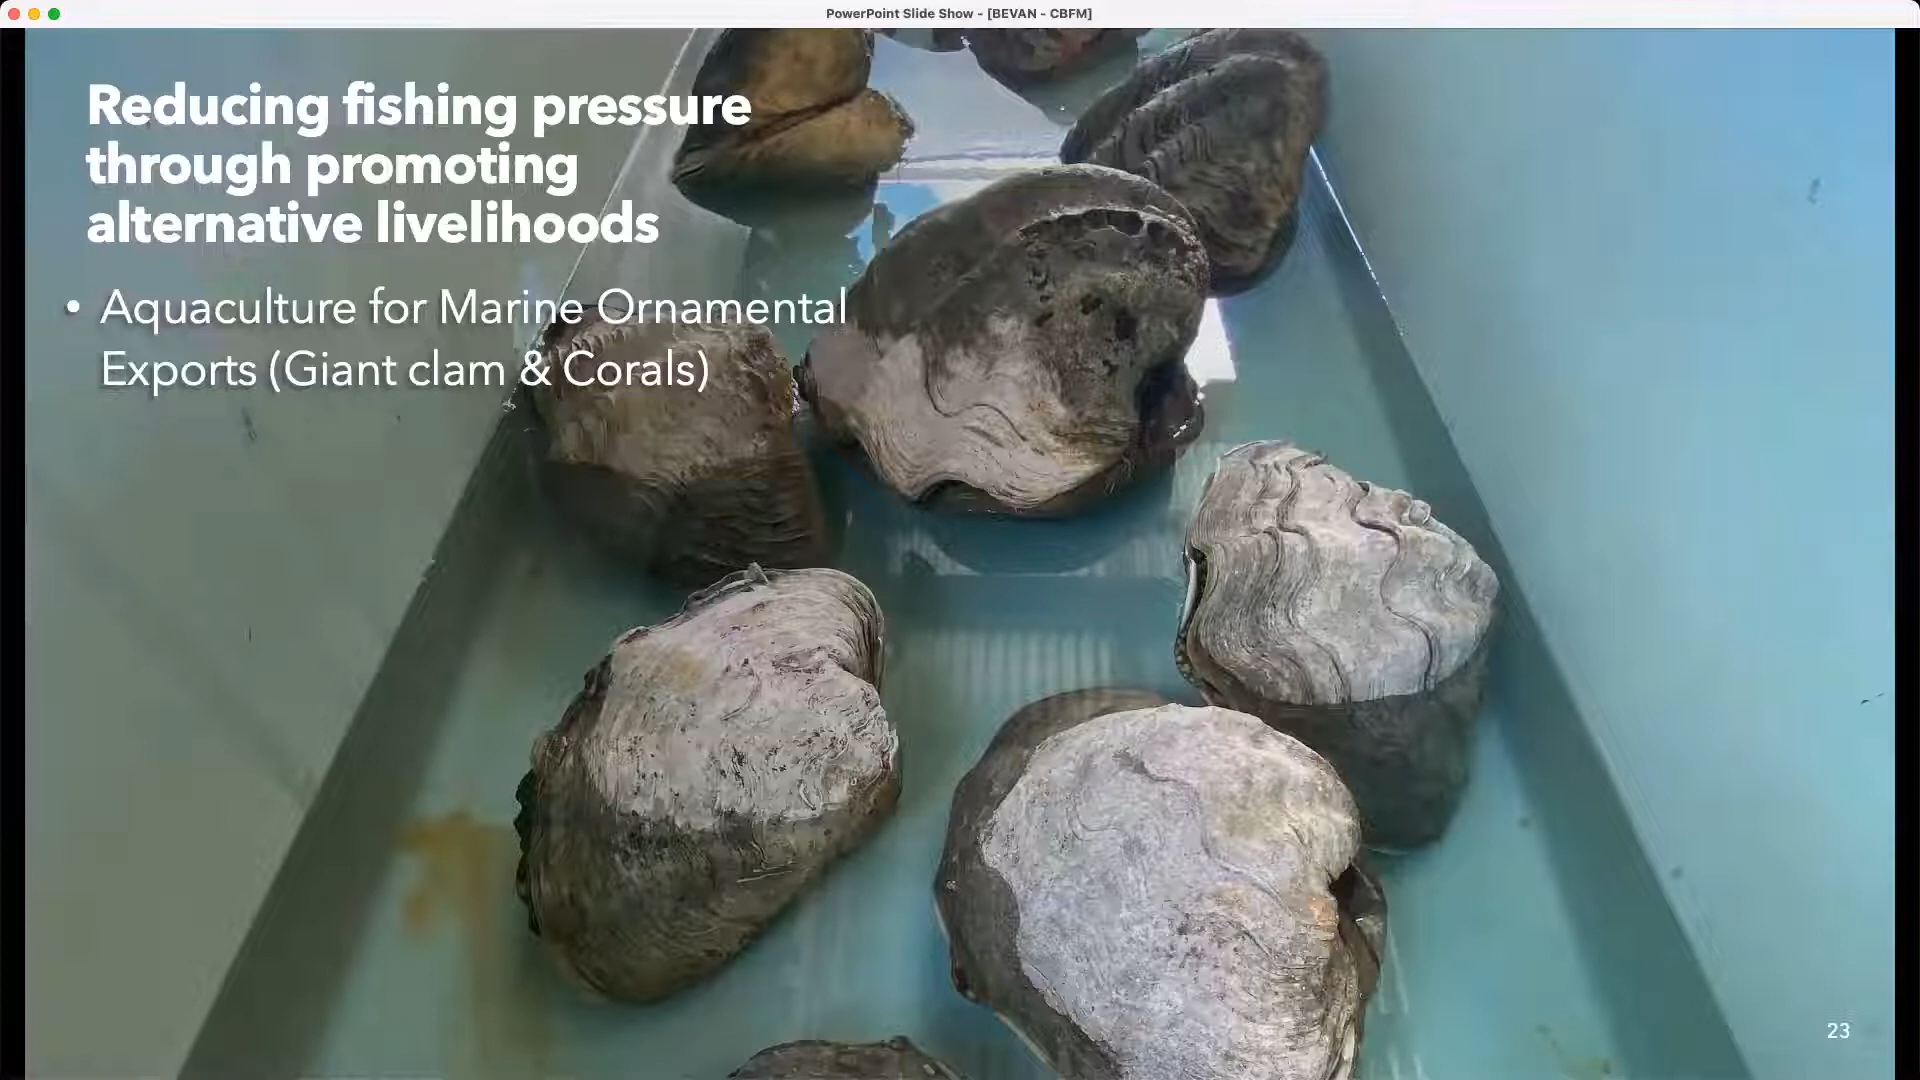 PowerPoint Slide Show - [BEVAN - CBFM]
Reducing fishing pressure
through promoting
alternative livelihoods
• Aquaculture for Marine Ornamental
Exports (Giant clam & Corals)
23